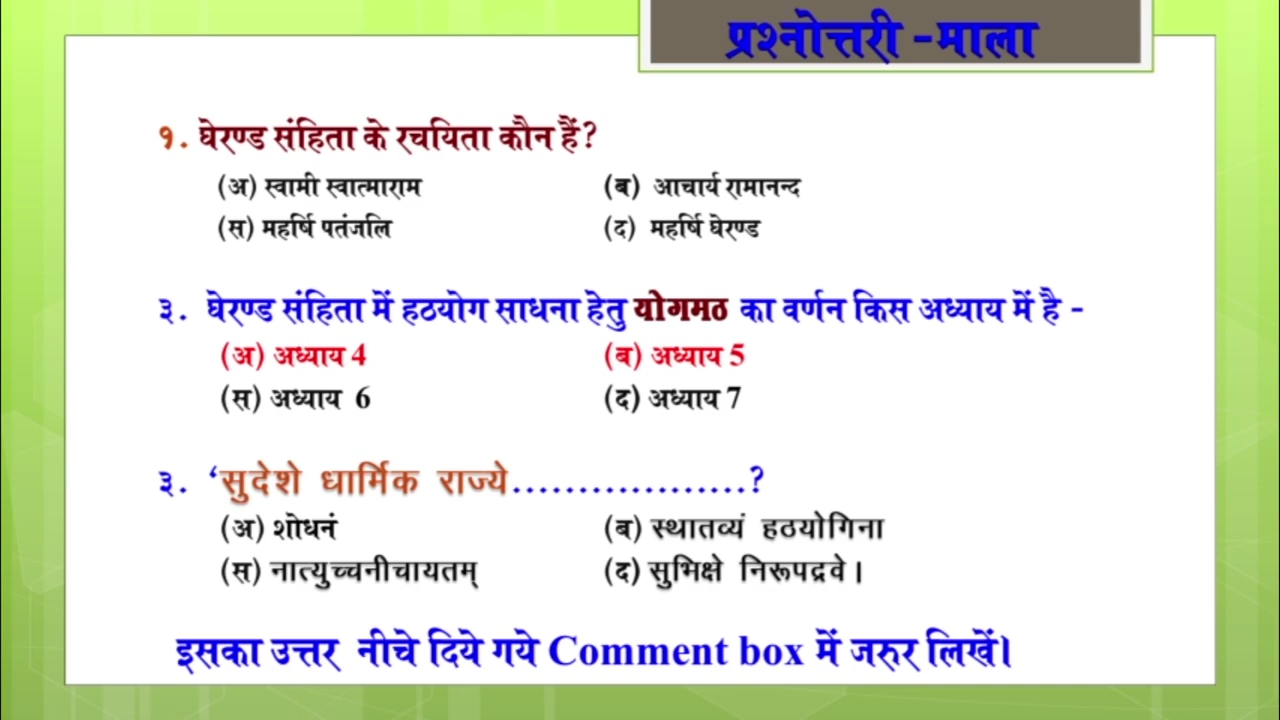 प्रश्नोत्तरी -माला
१. घेरण्ड संहिता के रचयिता कौन हैं?
(अ) स्वामी स्वात्माराम (ब) आचार्य रामानन्द
(स) महर्षि पतंजलि (द) महर्षि घेरण्ड
३. घेरण्ड संहिता में हठयोग साधना हेतु योगमठ का वर्णन किस अध्याय में है -
(अ) अध्याय 4 (ब) अध्याय 5
(स) अध्याय 6 (द) अध्याय 7
३. ‘सुदेशे धार्मिक राज्ये..................?
(अ) शोधनं (ब) स्थातव्यं हठयोगिना
(स) नात्युच्चनीचायतम् (द) सुभिक्षे निरूपद्रवे।
इसका उत्तर नीचे दिये गये Comment box में जरुर लिखें।